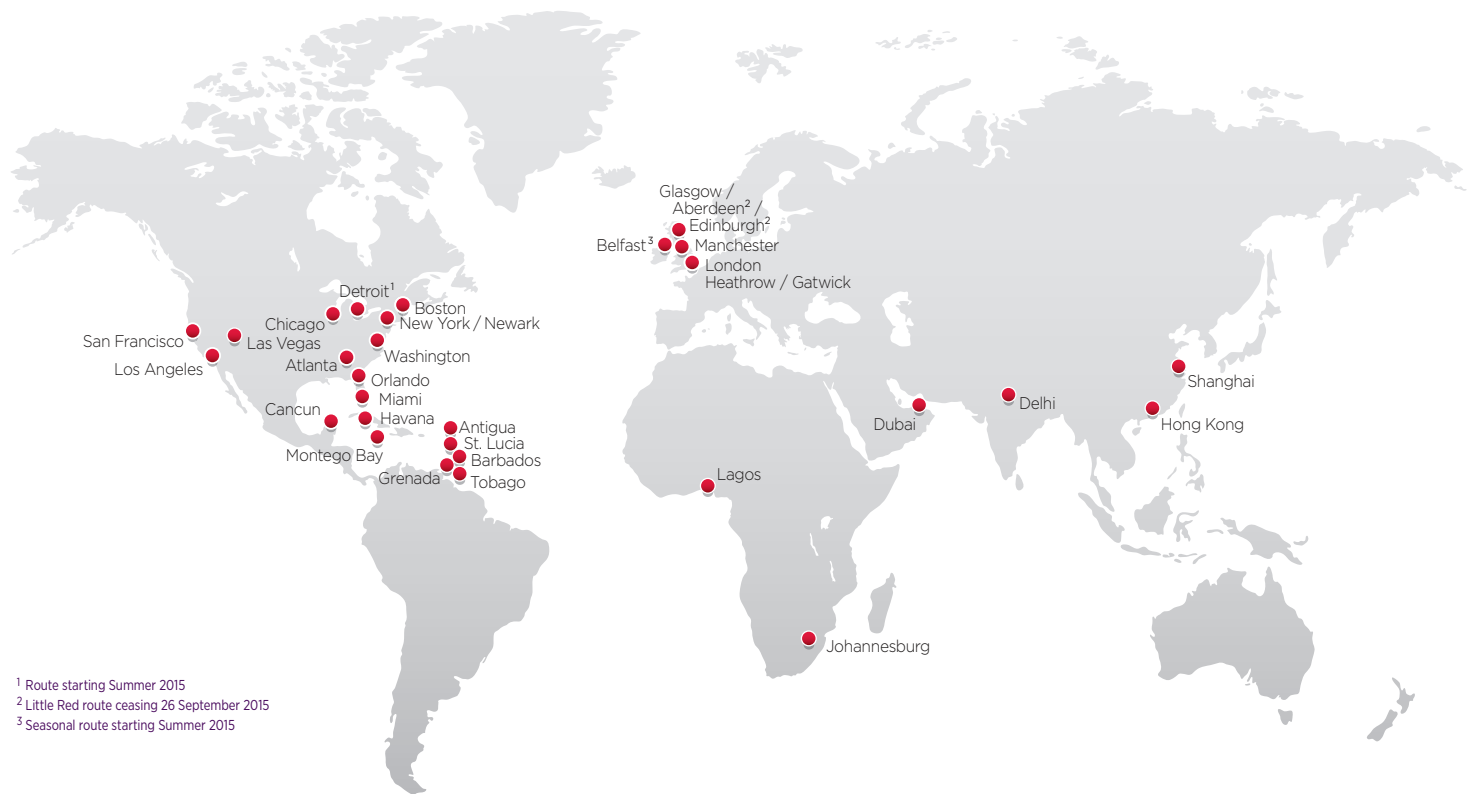 Glasgow /
Aberdeen² /
Edinburgh²
Belfast³
Manchester
London
Heathrow / Gatwick
Detroit¹
Boston
Chicago
New York / Newark
San Francisco
Las Vegas
Washington
Los Angeles
Atlanta
Orlando
Miami
Cancun
Havana
Montego Bay
Antigua
St. Lucia
Barbados
Grenada
Tobago
Shanghai
Delhi
Dubai
Hong Kong
Lagos
Johannesburg
¹ Route starting Summer 2015
² Little Red route ceasing 26 September 2015
³ Seasonal route starting Summer 2015